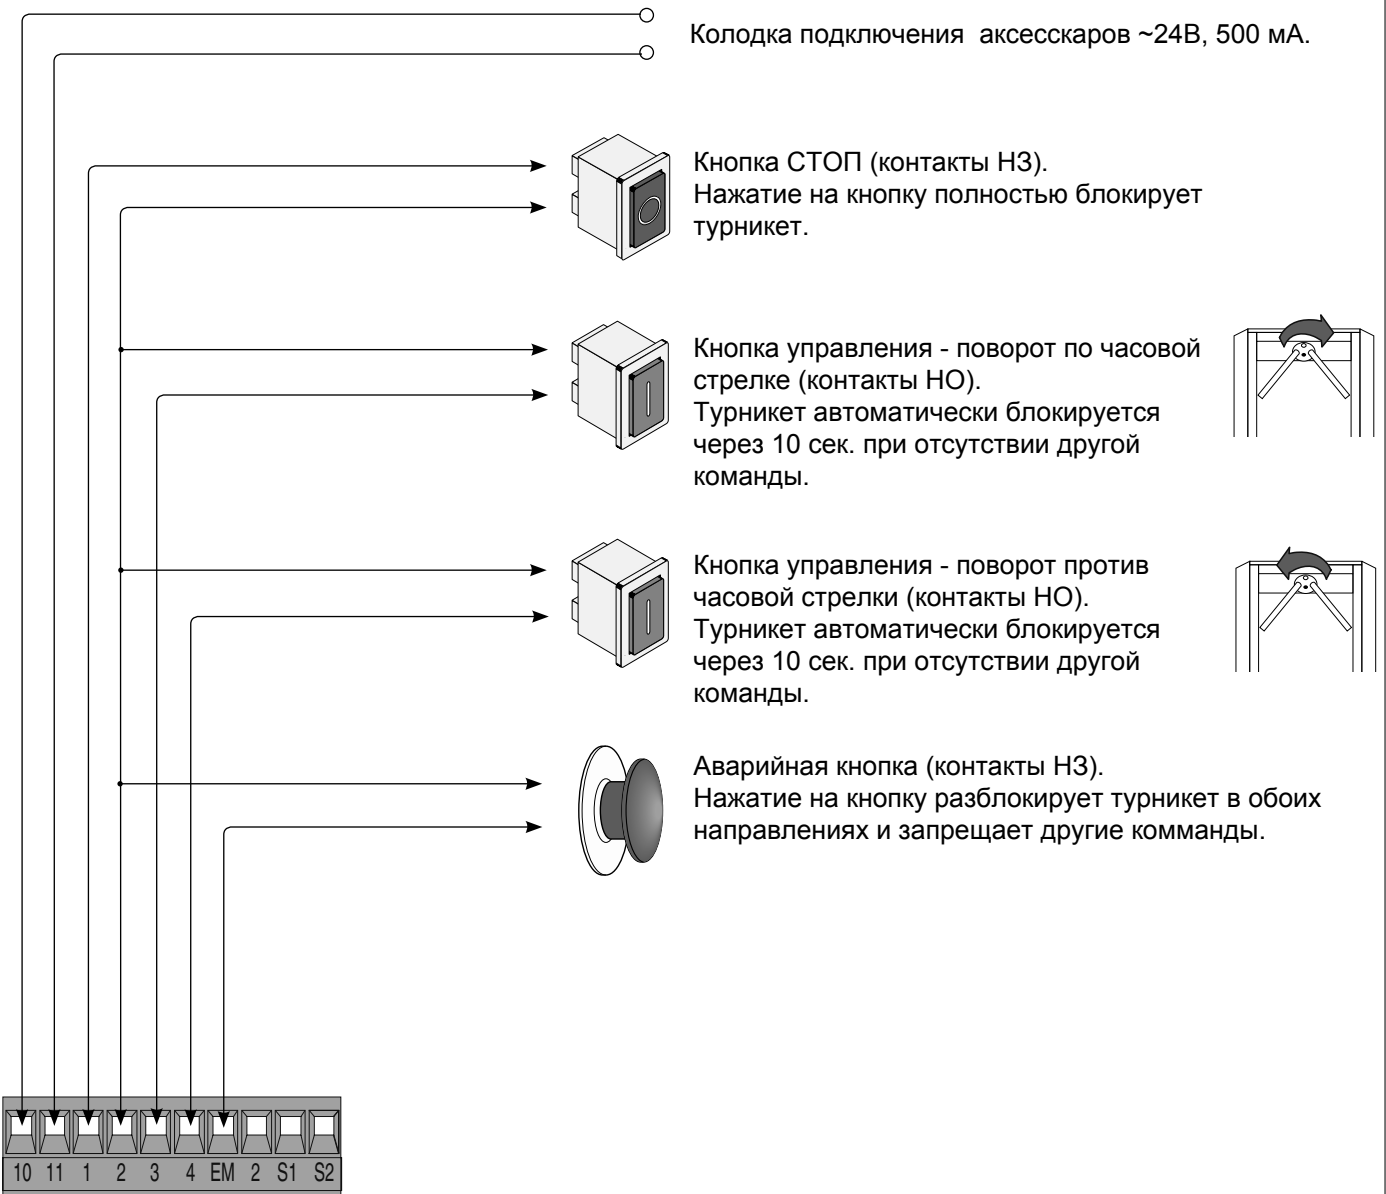 Колодка подключения аксесскаров ~24В, 500 мА.
Кнопка СТОП (контакты НЗ).
Нажатие на кнопку полностью блокирует
турникет.
Кнопка управления - поворот по часовой
стрелке (контакты НО).
Турникет автоматически блокируется
через 10 сек. при отсутствии другой
команды.
Кнопка управления - поворот против
часовой стрелки (контакты НО).
Турникет автоматически блокируется
через 10 сек. при отсутствии другой
команды.
Аварийная кнопка (контакты НЗ).
Нажатие на кнопку разблокирует турникет в обоих
направлениях и запрещает другие комманды.
10 11 1 2 3 4 EM 2 S1 S2